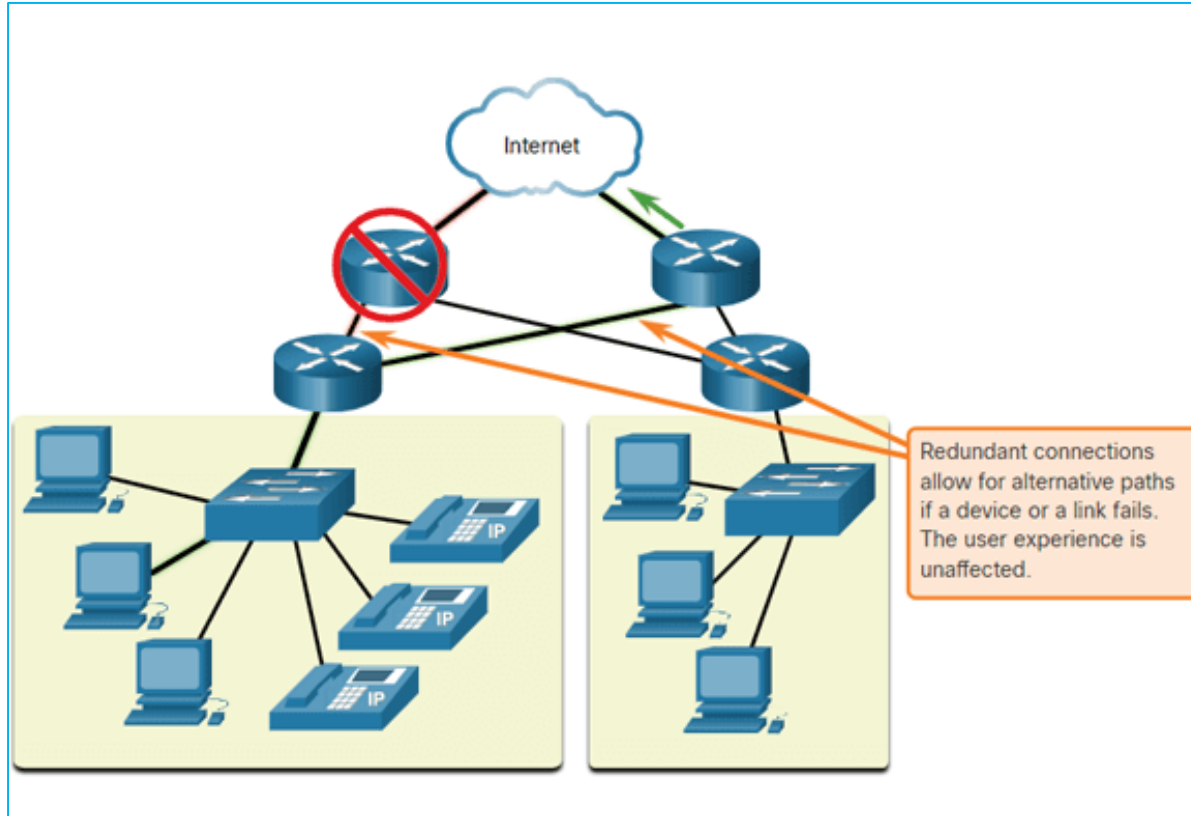 Internet
Redundant connections
allow for alternative paths
if a device or a link fails.
The user experience is
unaffected.
IP
IP
IP